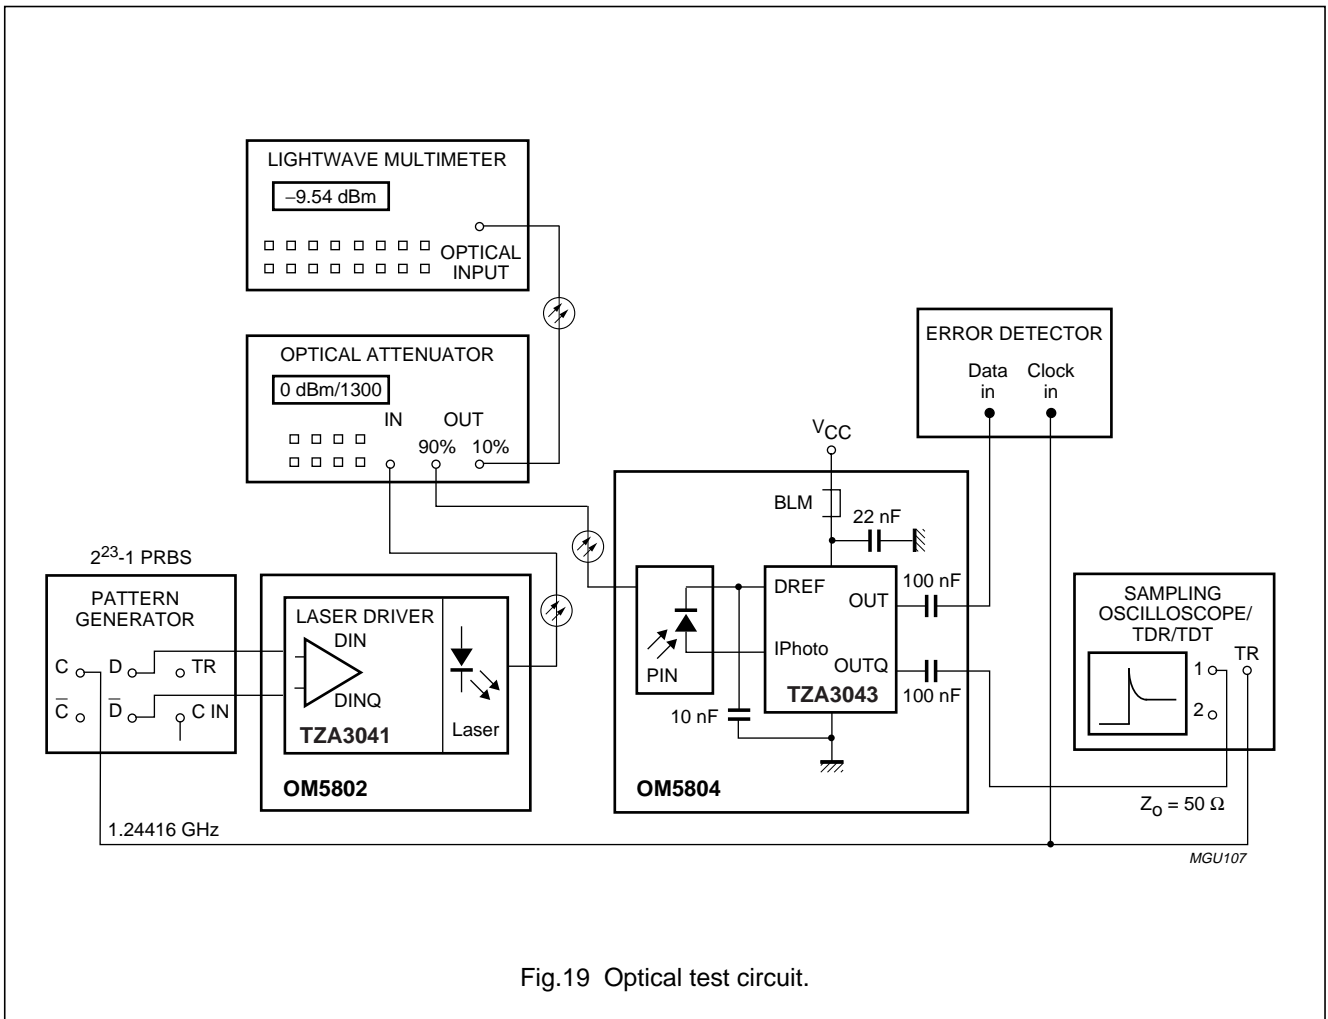 LIGHTWAVE MULTIMETER
−9.54 dBm
OPTICAL
INPUT
OPTICAL ATTENUATOR
0 dBm/1300
IN OUT
90% 10%
ERROR DETECTOR
Data Clock
in in
VCC
BLM
22 nF
2^23-1 PRBS
PATTERN
GENERATOR
C D TR
C̅ D̅ C IN
LASER DRIVER
DIN
DINQ
TZA3041
Laser
OM5802
PIN
DREF
IPhoto
OUT
OUTQ
TZA3043
100 nF
100 nF
10 nF
OM5804
SAMPLING
OSCILLOSCOPE/
TDR/TDT
1 TR
2
Zo = 50 Ω
1.24416 GHz
MGU107
Fig.19 Optical test circuit.